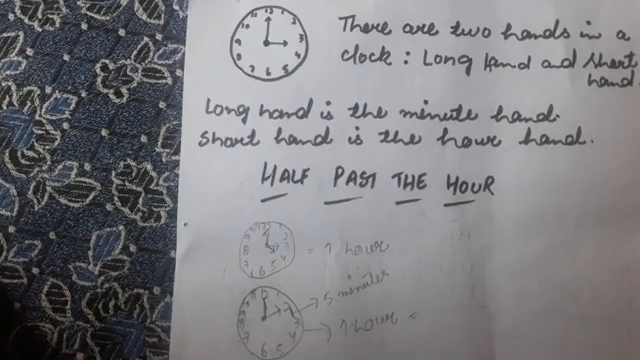 There are two hands in a
clock : Long hand and short
hand.
Long hand is the minute hand.
Short hand is the hour hand.
HALF PAST THE HOUR
= 1 hour
5 minutes
1 hour =